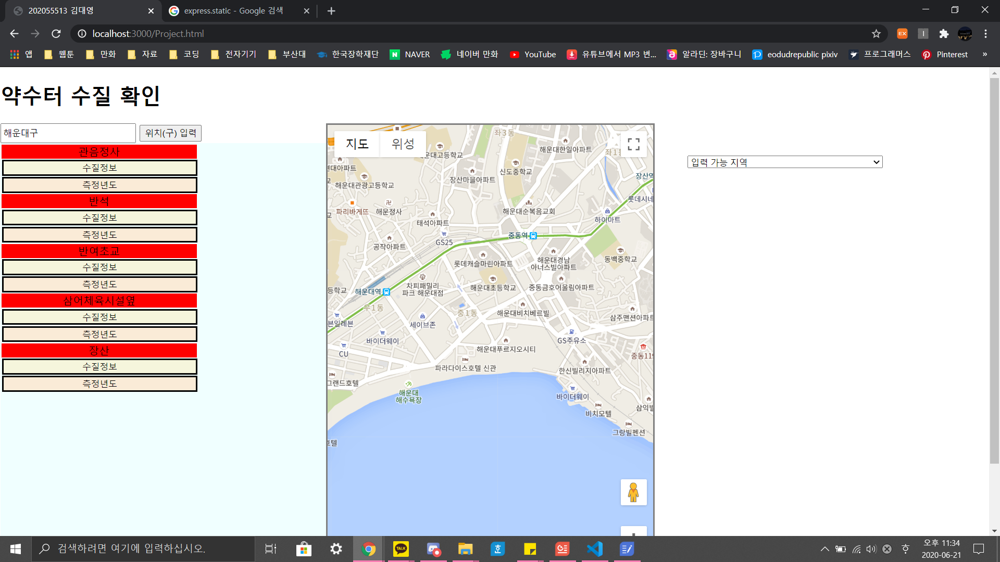 202055513 김대영
express.static - Google 검색
localhost:3000/Project.html
앱 웹툰 만화 자료 코딩 전자기기 부산대 한국장학재단 NAVER 네이버 만화 YouTube 유튜브에서 MP3 변... 알라딘: 장바구니 eodudrepublic pixiv 프로그래머스 Pinterest »
약수터 수질 확인
해운대구 위치(구) 입력
관음정사
수질정보
측정년도
반석
수질정보
측정년도
반여초교
수질정보
측정년도
삼어체육시설옆
수질정보
측정년도
장산
수질정보
측정년도
지도 위성
좌3동
운대고등학교
해운대한일아파트
좌1동
현대아파트
신도중학교
장산역
해운대관광고등학교
장산마을아파트
롯데시네
파리바게뜨
해운정사
해운대순복음교회
하이마트
태석아파트
중동역
GS25
공작아파트
롯데캐슬마린아파트
해운대경남
아너스빌아파트
동백중학교
등학교
해운대역
차피패밀리
파크 해운대점
해운대초등학교
중동금호어울림아파트
우1동
중1동
해운대비치베르빌
삼주맨션아파트
븐일레븐
세이브존
바이더웨이
GS주유소
CU
해운대푸르지오시티
중동119
파라다이스호텔 신관
한신빌리지아파트
그랜드호텔
해운대
해수욕장
바이더웨이
삼익빌
비치모텔
그랑빌펜션
호텔
입력 가능 지역
검색하려면 여기에 입력하십시오.
TALK
오후 11:34
2020-06-21